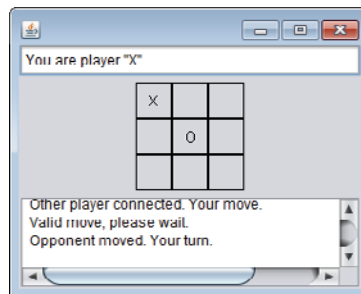 You are player "X"
X
O
Other player connected. Your move.
Valid move, please wait.
Opponent moved. Your turn.